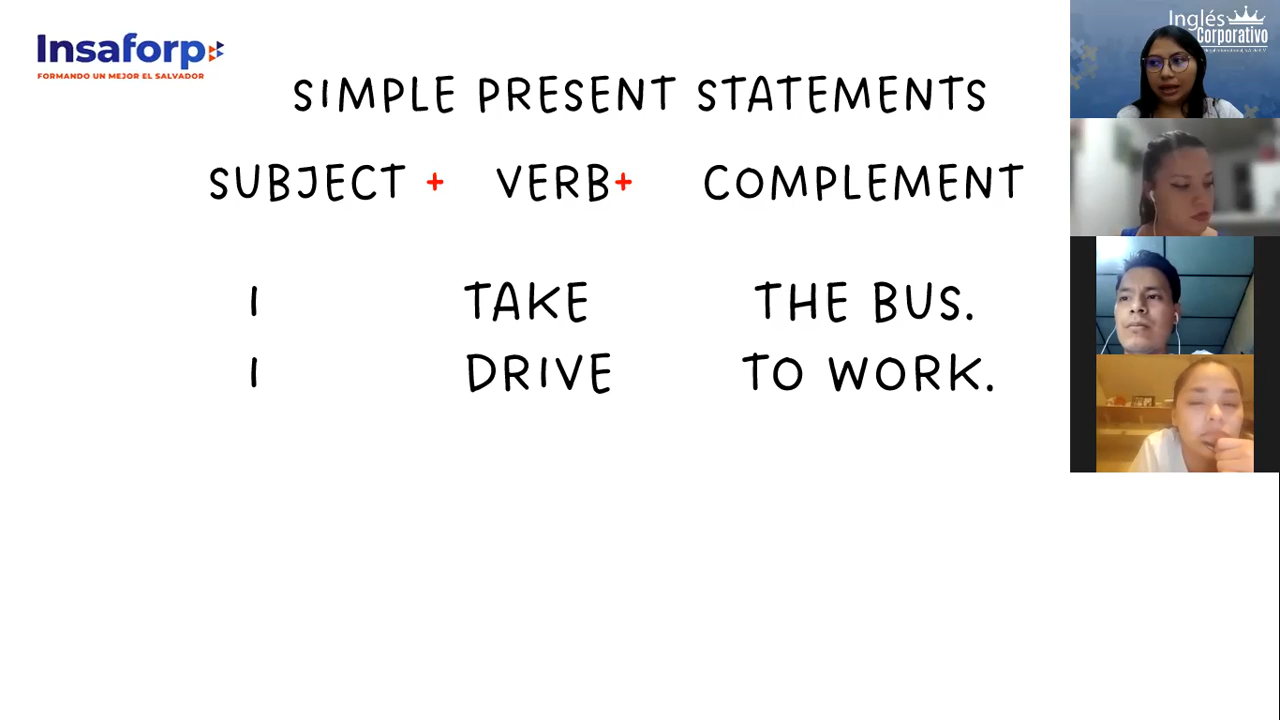 Insaforp
FORMANDO UN MEJOR EL SALVADOR
Inglés
Corporativo
SIMPLE PRESENT STATEMENTS
SUBJECT + VERB+ COMPLEMENT
I TAKE THE BUS.
I DRIVE TO WORK.